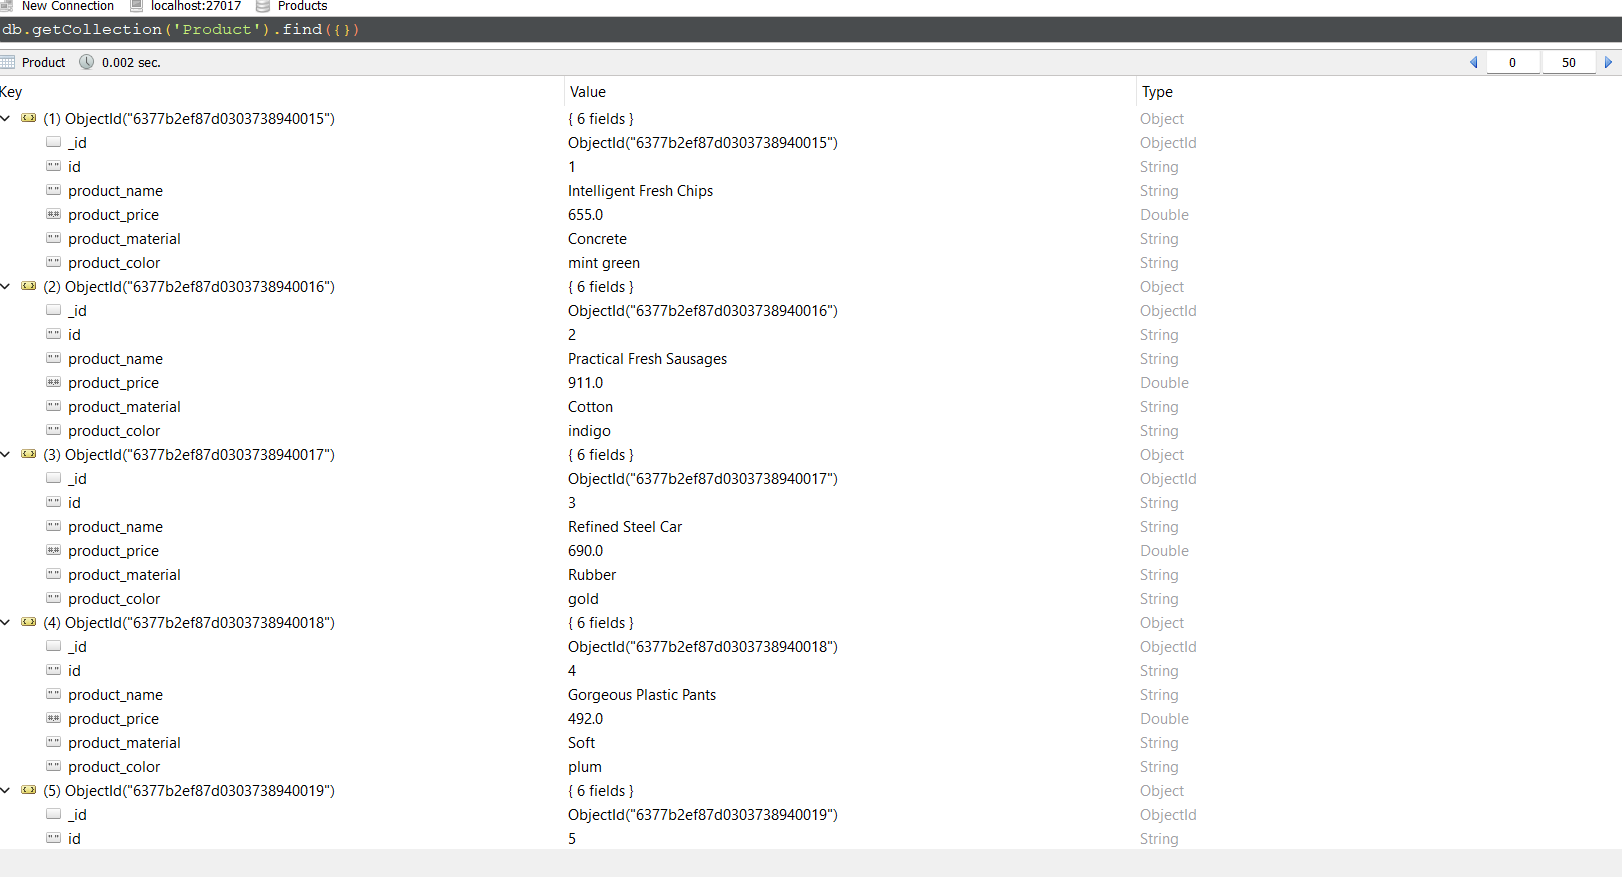 New Connection localhost:27017 Products
db.getCollection('Product').find({})
Product 0.002 sec. 0 50
Key Value Type
(1) ObjectId("6377b2ef87d0303738940015") { 6 fields } Object
_id ObjectId("6377b2ef87d0303738940015") ObjectId
id 1 String
product_name Intelligent Fresh Chips String
product_price 655.0 Double
product_material Concrete String
product_color mint green String
(2) ObjectId("6377b2ef87d0303738940016") { 6 fields } Object
_id ObjectId("6377b2ef87d0303738940016") ObjectId
id 2 String
product_name Practical Fresh Sausages String
product_price 911.0 Double
product_material Cotton String
product_color indigo String
(3) ObjectId("6377b2ef87d0303738940017") { 6 fields } Object
_id ObjectId("6377b2ef87d0303738940017") ObjectId
id 3 String
product_name Refined Steel Car String
product_price 690.0 Double
product_material Rubber String
product_color gold String
(4) ObjectId("6377b2ef87d0303738940018") { 6 fields } Object
_id ObjectId("6377b2ef87d0303738940018") ObjectId
id 4 String
product_name Gorgeous Plastic Pants String
product_price 492.0 Double
product_material Soft String
product_color plum String
(5) ObjectId("6377b2ef87d0303738940019") { 6 fields } Object
_id ObjectId("6377b2ef87d0303738940019") ObjectId
id 5 String